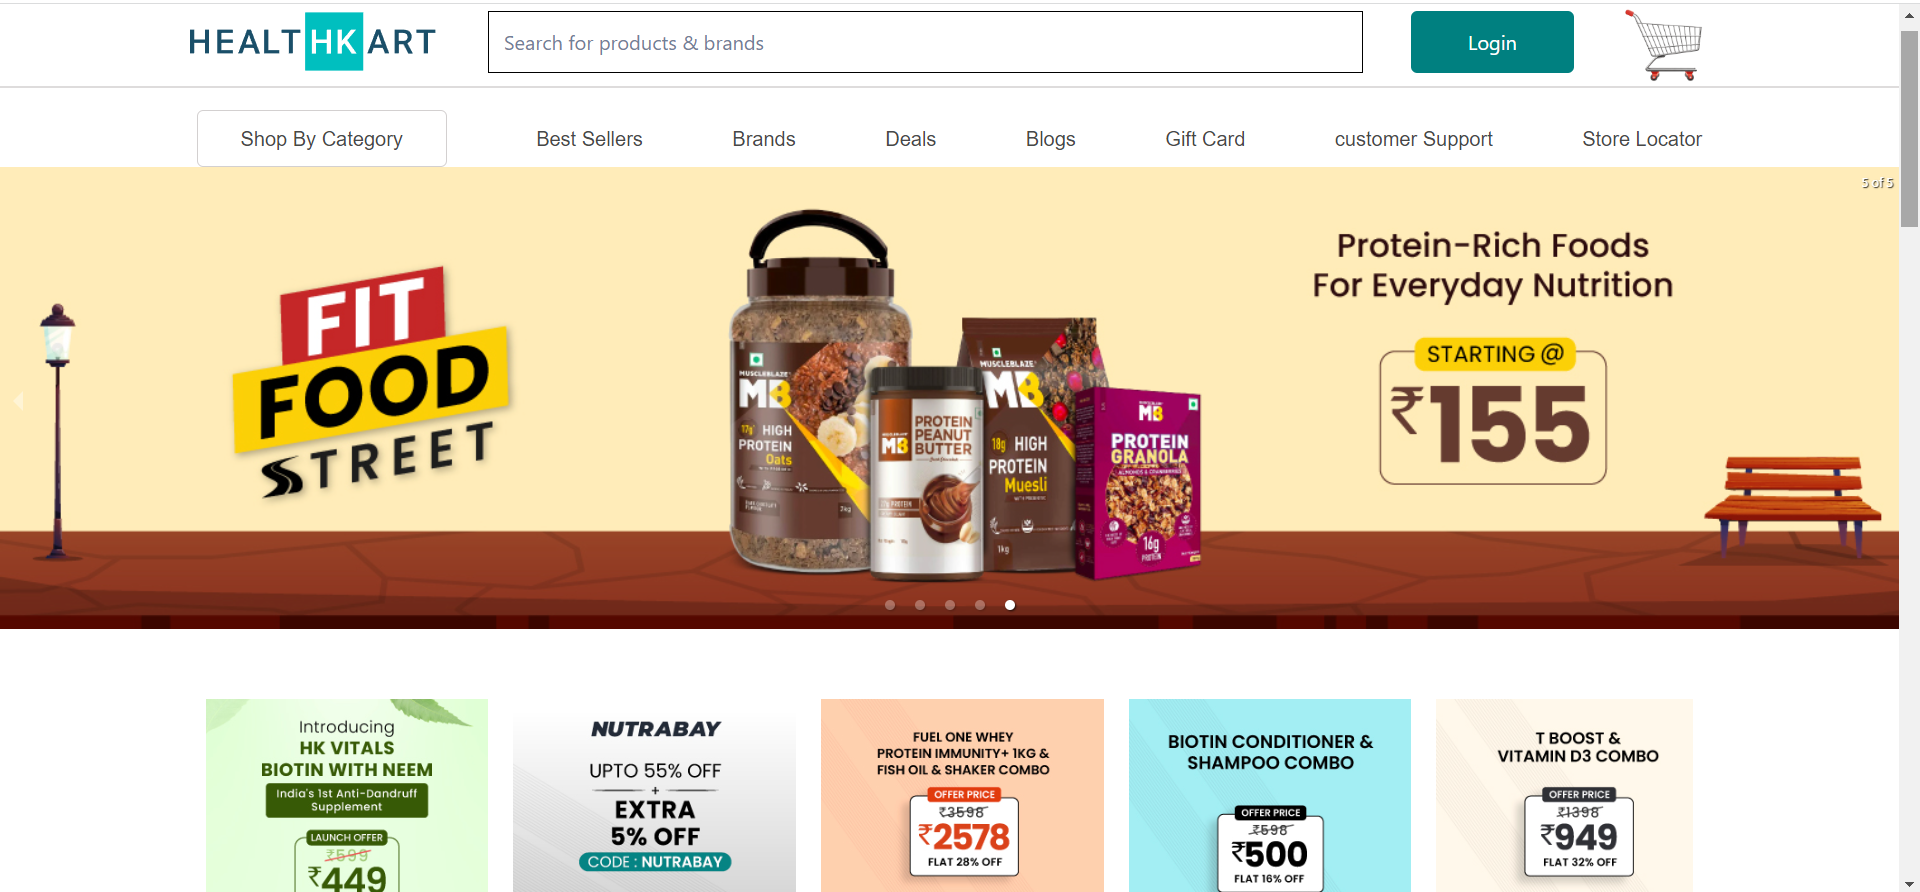 HEALTHKART
Search for products & brands
Login
Shop By Category
Best Sellers
Brands
Deals
Blogs
Gift Card
customer Support
Store Locator
5 of 5
FIT
FOOD
STREET
MUSCLEBLAZE
MB
17g HIGH
PROTEIN
Oats
2kg
MUSCLEBLAZE
MB
PROTEIN
PEANUT
BUTTER
MUSCLEBLAZE
MB
18g HIGH
PROTEIN
Muesli
1kg
MB
PROTEIN
GRANOLA
ALMONDS & CRANBERRIES
16g
PROTEIN
Protein-Rich Foods
For Everyday Nutrition
STARTING @
₹155
Introducing
HK VITALS
BIOTIN WITH NEEM
India's 1st Anti-Dandruff
Supplement
LAUNCH OFFER
₹599
₹449
NUTRABAY
UPTO 55% OFF
+
EXTRA
5% OFF
CODE : NUTRABAY
FUEL ONE WHEY
PROTEIN IMMUNITY+ 1KG &
FISH OIL & SHAKER COMBO
OFFER PRICE
₹3598
₹2578
FLAT 28% OFF
BIOTIN CONDITIONER &
SHAMPOO COMBO
OFFER PRICE
₹598
₹500
FLAT 16% OFF
T BOOST &
VITAMIN D3 COMBO
OFFER PRICE
₹1398
₹949
FLAT 32% OFF